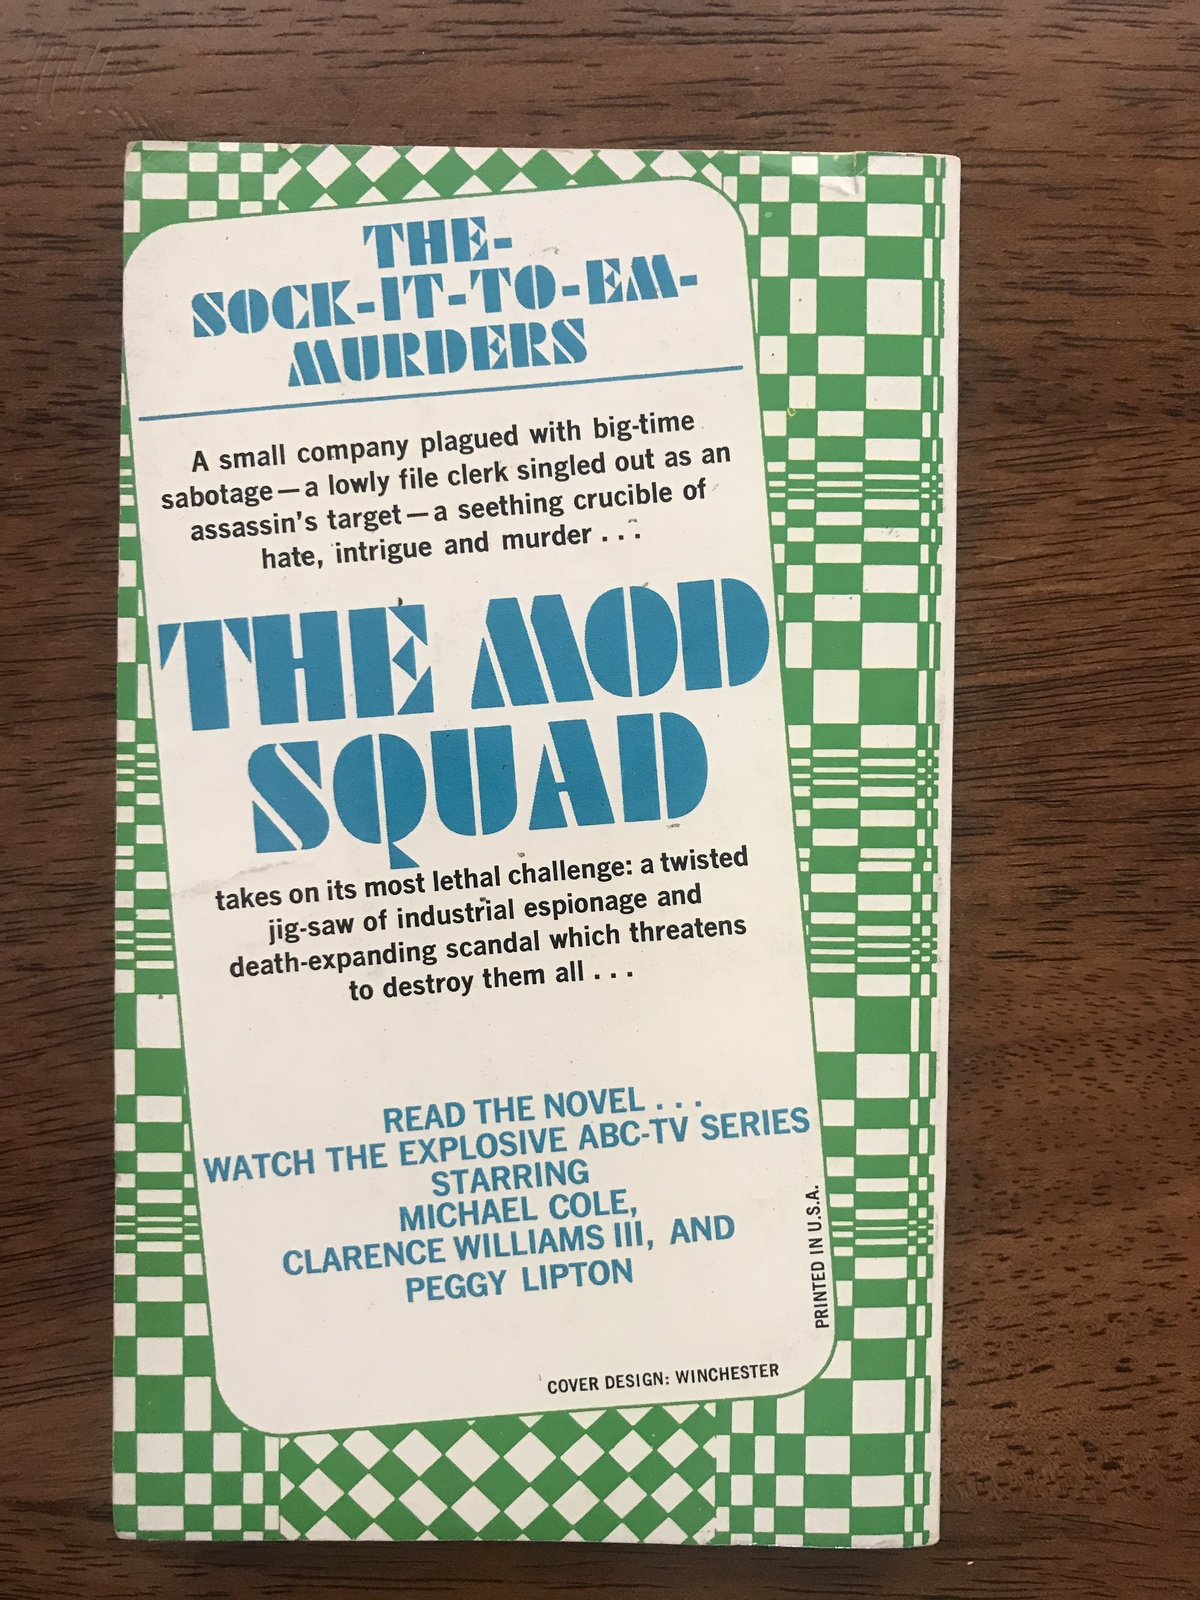 THE-
SOCK-IT-TO-EM-
MURDERS
A small company plagued with big-time
sabotage—a lowly file clerk singled out as an
assassin's target—a seething crucible of
hate, intrigue and murder . . .
THE MOD
SQUAD
takes on its most lethal challenge: a twisted
jig-saw of industrial espionage and
death-expanding scandal which threatens
to destroy them all . . .
READ THE NOVEL . . .
WATCH THE EXPLOSIVE ABC-TV SERIES
STARRING
MICHAEL COLE,
CLARENCE WILLIAMS III, AND
PEGGY LIPTON
PRINTED IN U.S.A.
COVER DESIGN: WINCHESTER